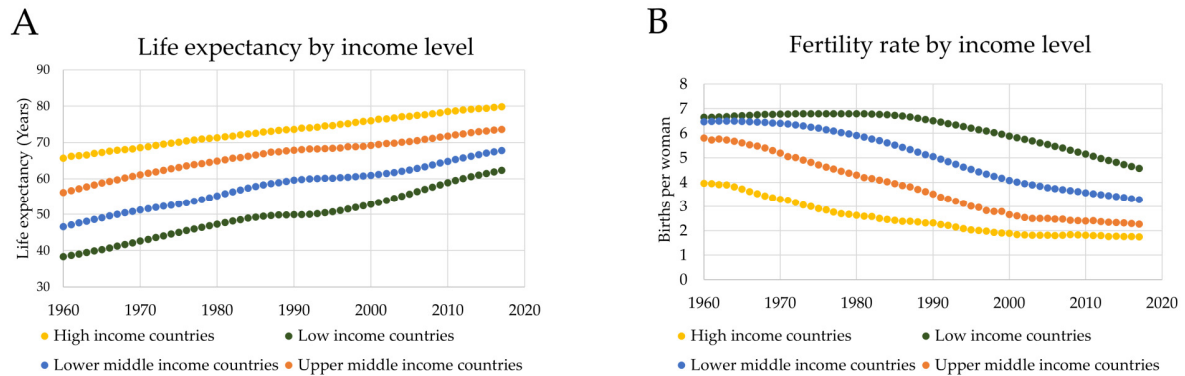 A
Life expectancy by income level
Life expectancy (Years)
90
80
70
60
50
40
30
1960 1970 1980 1990 2000 2010 2020
High income countries Low income countries
Lower middle income countries Upper middle income countries
B
Fertility rate by income level
Births per woman
8
7
6
5
4
3
2
1
0
1960 1970 1980 1990 2000 2010 2020
High income countries Low income countries
Lower middle income countries Upper middle income countries